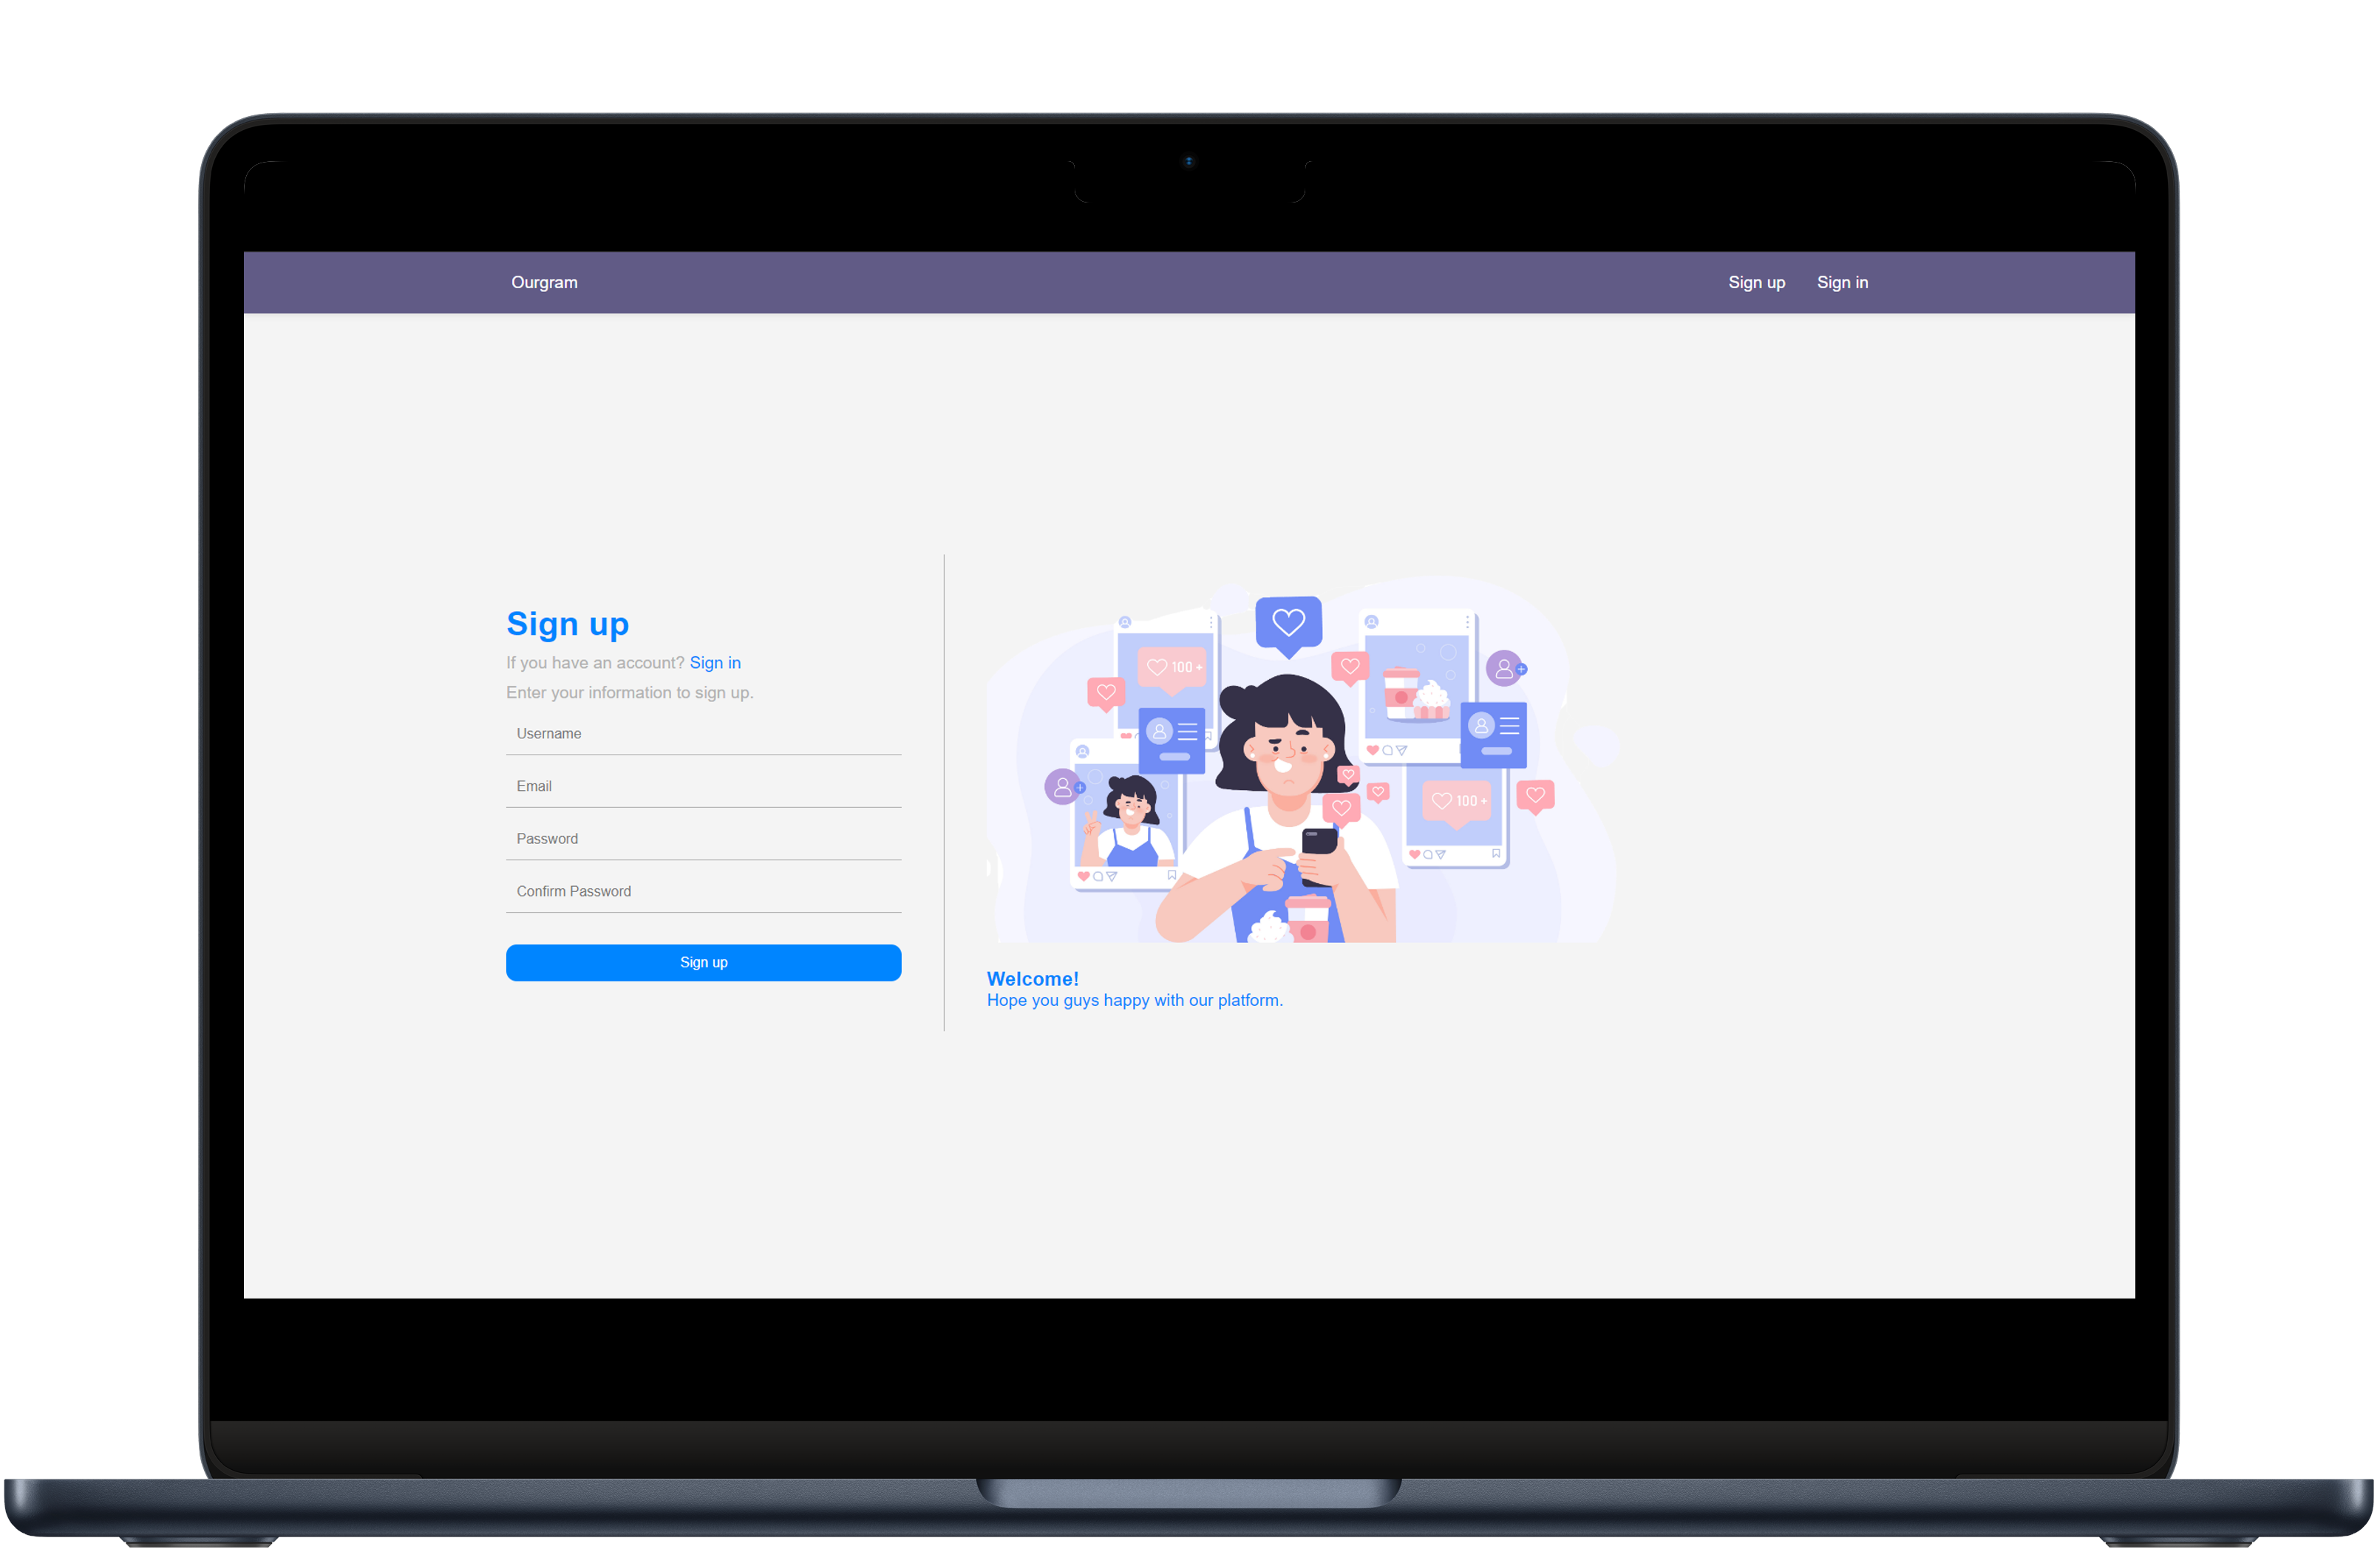 Ourgram
Sign up Sign in
Sign up
If you have an account? Sign in
Enter your information to sign up.
Username
Email
Password
Confirm Password
Sign up
100 +
100 +
Welcome!
Hope you guys happy with our platform.